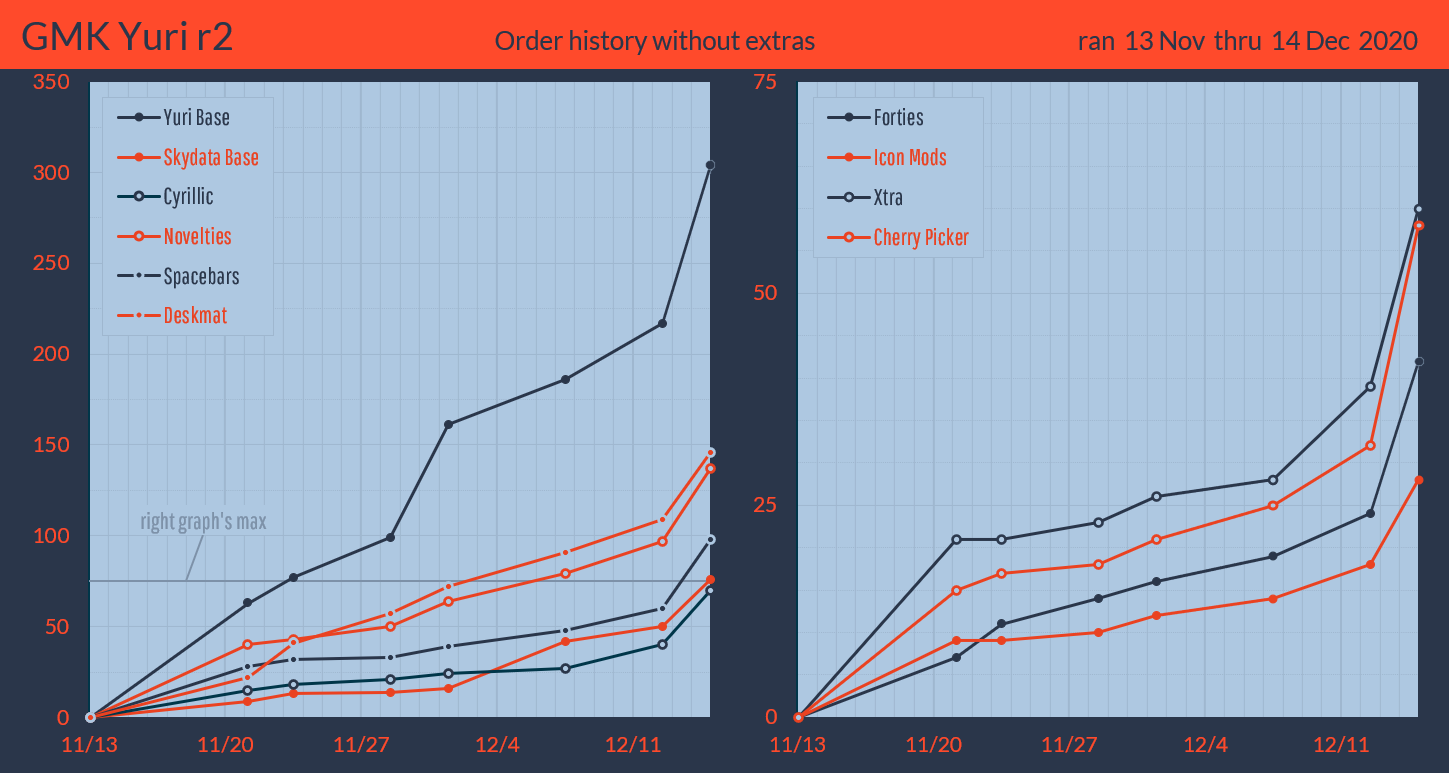 GMK Yuri r2
Order history without extras
ran 13 Nov thru 14 Dec 2020
350
300
250
200
150
100
50
0
Yuri Base
Skydata Base
Cyrillic
Novelties
Spacebars
Deskmat
right graph's max
11/13
11/20
11/27
12/4
12/11
75
50
25
0
Forties
Icon Mods
Xtra
Cherry Picker
11/13
11/20
11/27
12/4
12/11